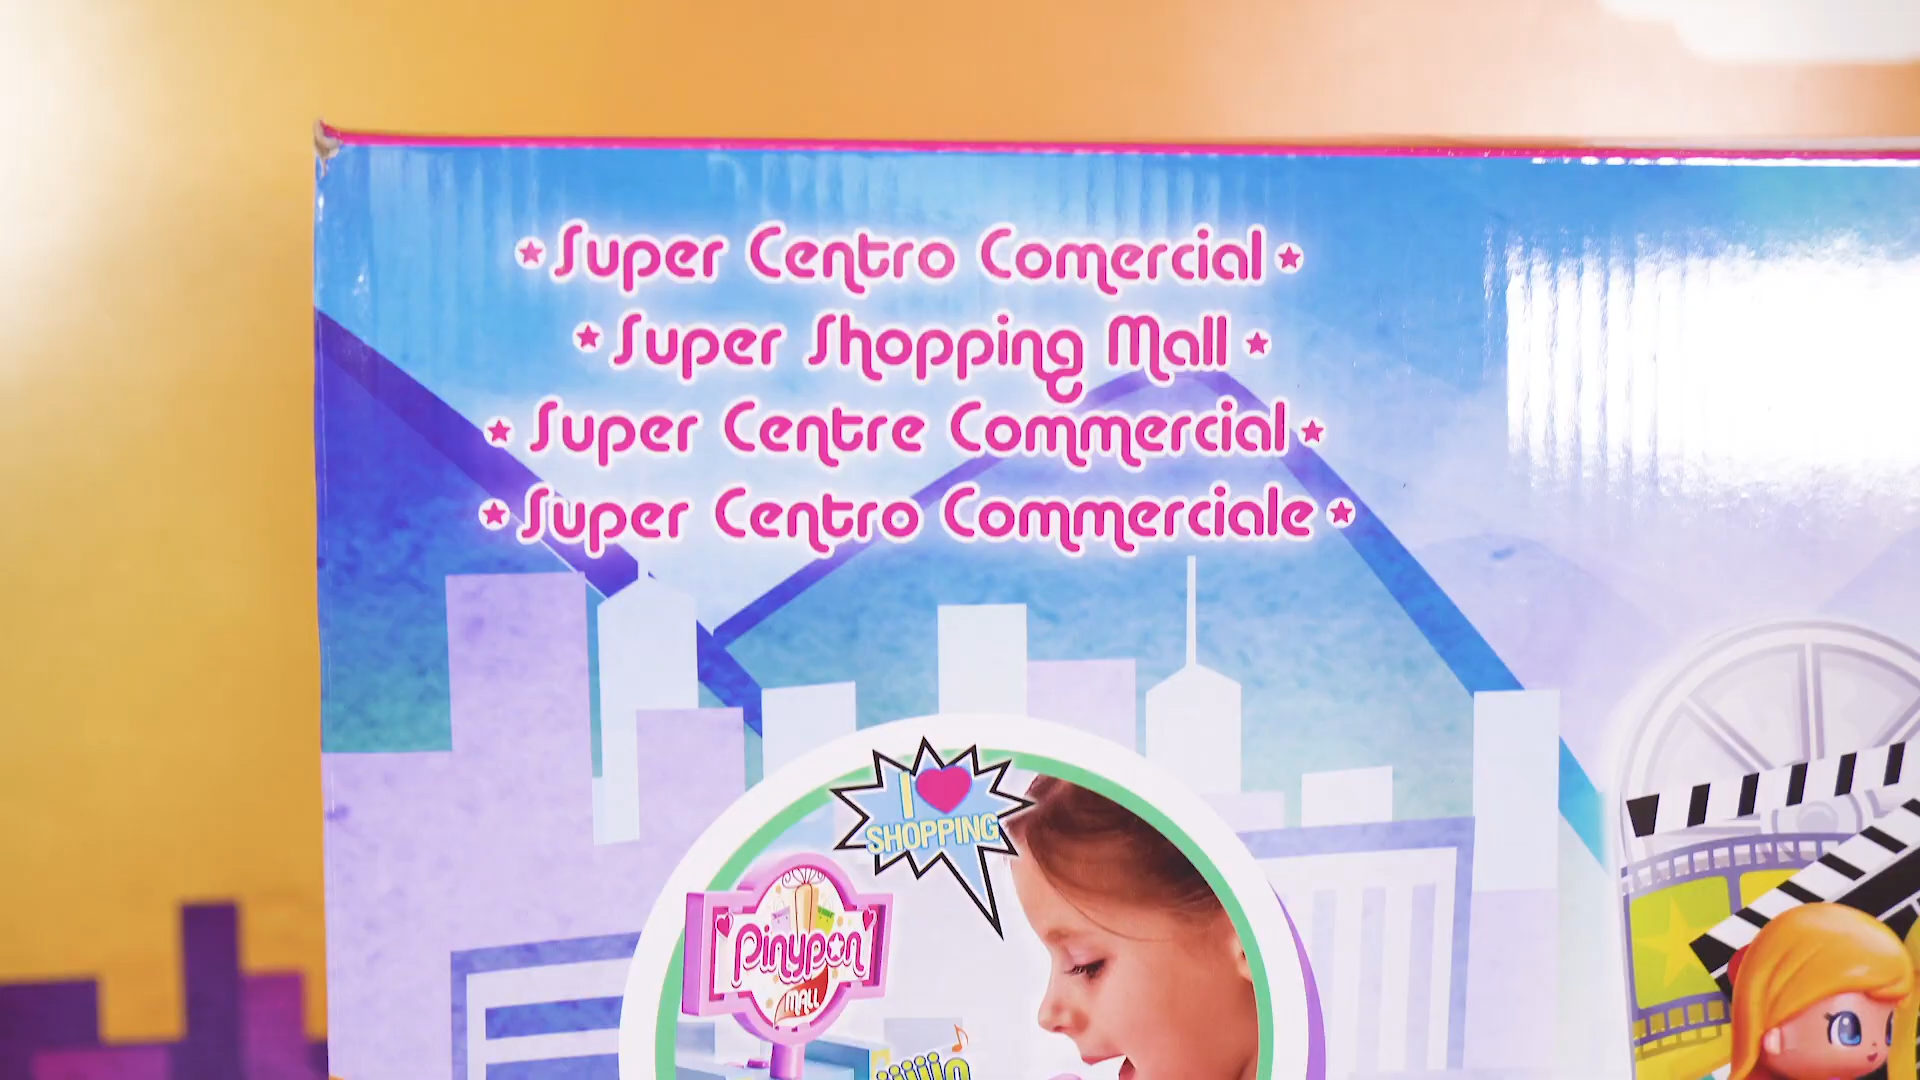 Super Centro Comercial
Super Shopping Mall
Super Centre Commercial
Super Centro Commerciale
I
SHOPPING
Pinypon
MALL